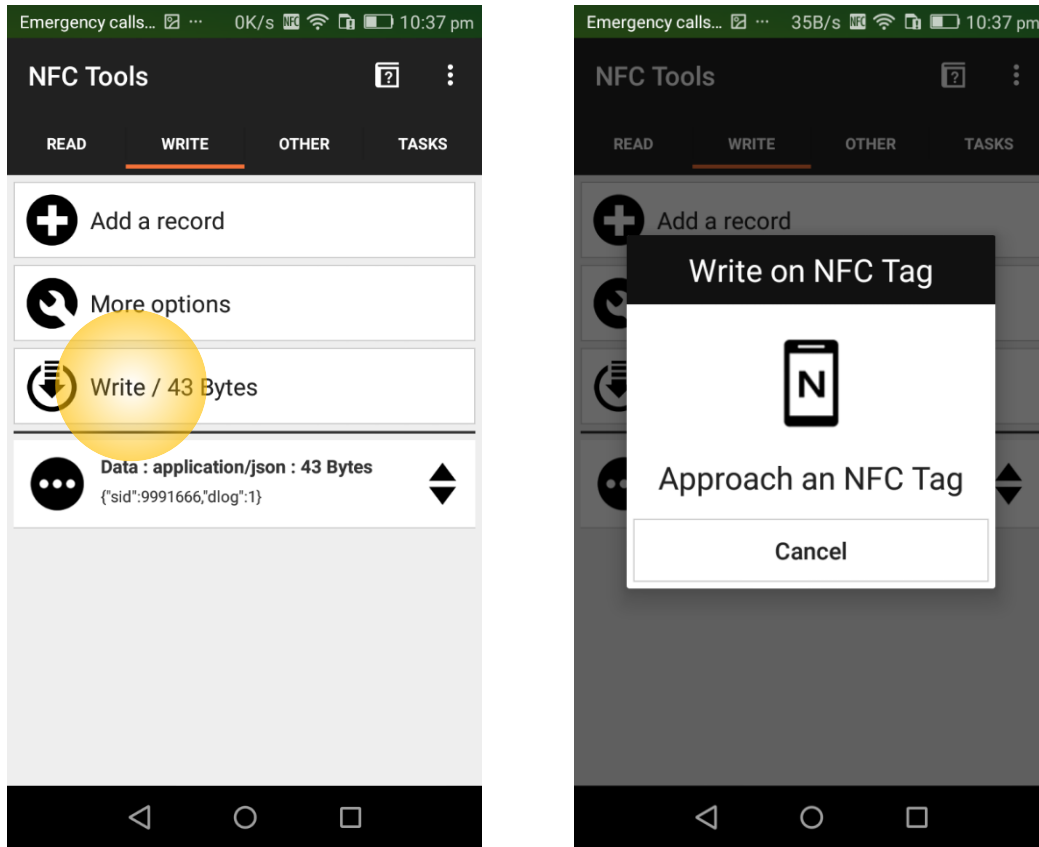 Emergency calls... ··· 0K/s NFC 10:37 pm
NFC Tools
READ WRITE OTHER TASKS
Add a record
More options
Write / 43 Bytes
Data : application/json : 43 Bytes
{"sid":9991666,"dlog":1}
Emergency calls... ··· 35B/s NFC 10:37 pm
NFC Tools
READ WRITE OTHER TASKS
Add a record
Write on NFC Tag
N
Approach an NFC Tag
Cancel